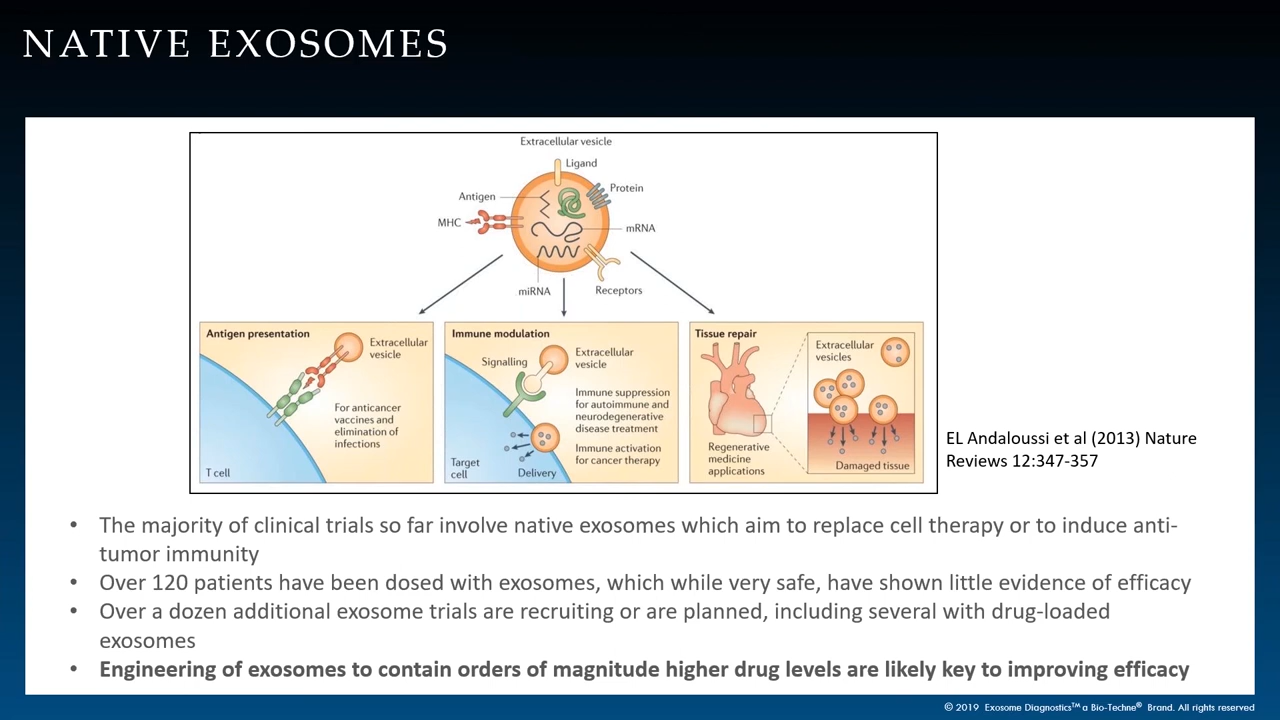 NATIVE EXOSOMES
Extracellular vesicle
Ligand
Protein
Antigen
MHC
mRNA
miRNA
Receptors
Antigen presentation
Extracellular
vesicle
For anticancer
vaccines and
elimination of
infections
T cell
Immune modulation
Signalling
Extracellular
vesicle
Immune suppression
for autoimmune and
neurodegenerative
disease treatment
Immune activation
for cancer therapy
Target
cell
Delivery
Tissue repair
Extracellular
vesicles
Regenerative
medicine
applications
Damaged tissue
EL Andaloussi et al (2013) Nature
Reviews 12:347-357
• The majority of clinical trials so far involve native exosomes which aim to replace cell therapy or to induce anti-
tumor immunity
• Over 120 patients have been dosed with exosomes, which while very safe, have shown little evidence of efficacy
• Over a dozen additional exosome trials are recruiting or are planned, including several with drug-loaded
exosomes
• Engineering of exosomes to contain orders of magnitude higher drug levels are likely key to improving efficacy
© 2019 Exosome Diagnostics™ a Bio-Techne® Brand. All rights reserved